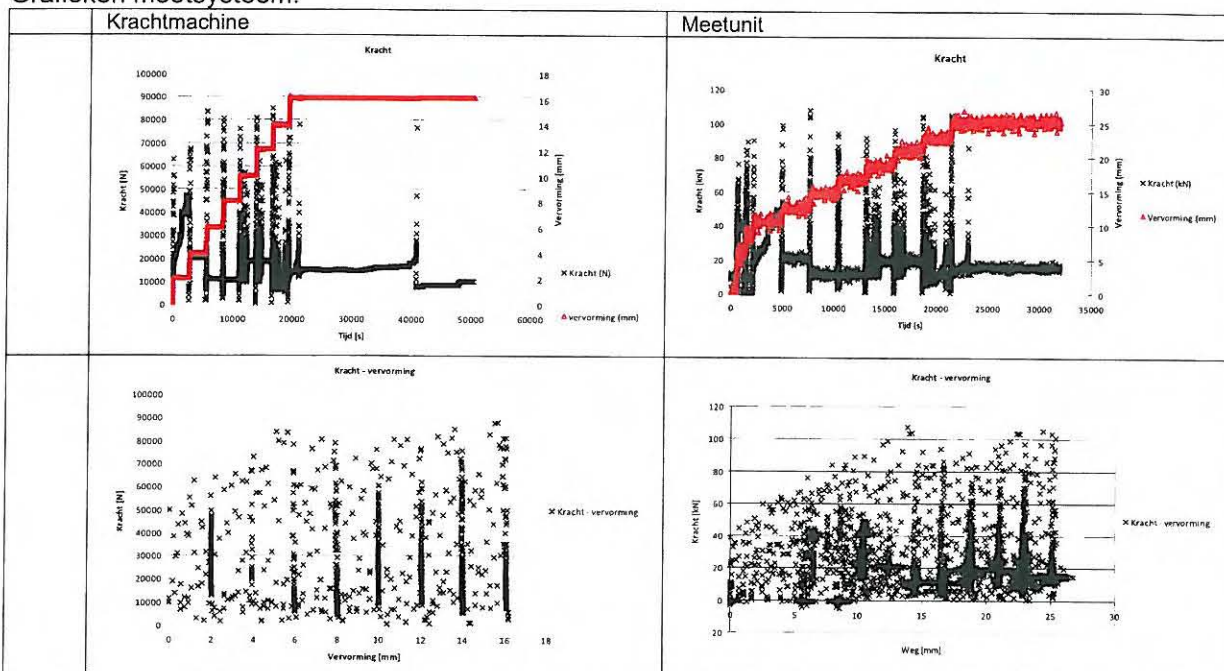 Grafieken meetsysteem:
Krachtmachine
Meetunit
Kracht
100000
90000
80000
70000
60000
50000
40000
30000
20000
10000
0
Kracht [N]
18
16
14
12
10
8
6
4
2
0
Vervorming (mm)
0 10000 20000 30000 40000 50000 60000
Tijd [s]
× Kracht (N)
vervorming (mm)
Kracht
120
100
80
60
40
20
0
Kracht (kN)
30
25
20
15
10
5
0
Vervorming (mm)
0 5000 10000 15000 20000 25000 30000 35000
Tijd [s]
× Kracht (kN)
Vervorming (mm)
Kracht - vervorming
100000
90000
80000
70000
60000
50000
40000
30000
20000
10000
0
Kracht [N]
0 2 4 6 8 10 12 14 16 18
Vervorming [mm]
× Kracht - vervorming
Kracht - vervorming
120
100
80
60
40
20
0
20
Kracht [kN]
0 5 10 15 20 25 30
Weg [mm]
× Kracht - vervorming